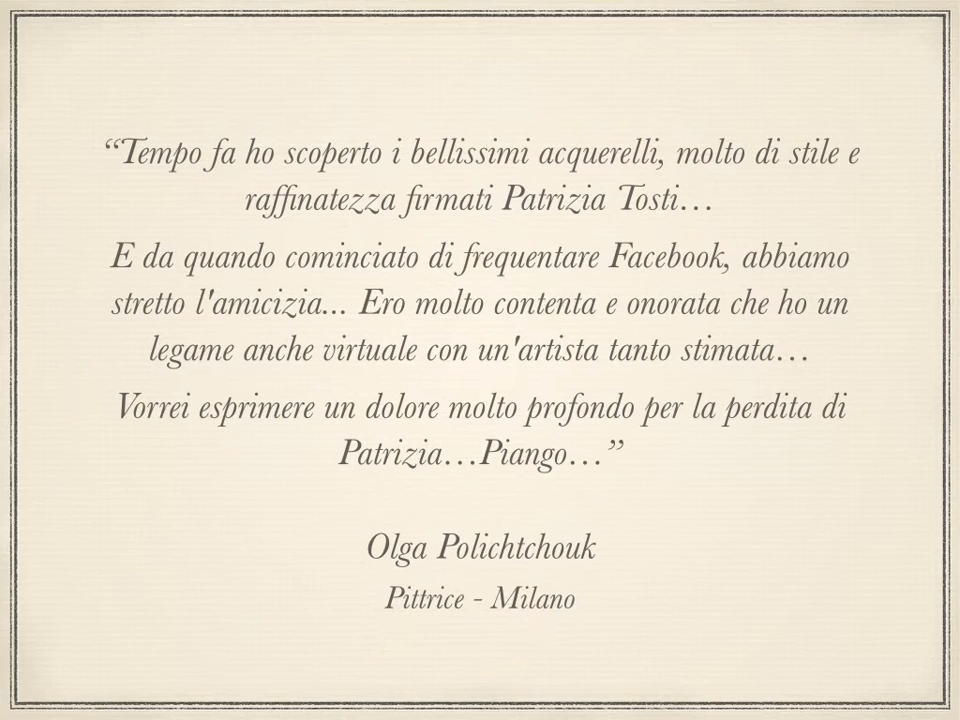 “Tempo fa ho scoperto i bellissimi acquerelli, molto di stile e
raffinatezza firmati Patrizia Tosti…
E da quando cominciato di frequentare Facebook, abbiamo
stretto l'amicizia... Ero molto contenta e onorata che ho un
legame anche virtuale con un'artista tanto stimata…
Vorrei esprimere un dolore molto profondo per la perdita di
Patrizia…Piango…”
Olga Polichtchouk
Pittrice - Milano